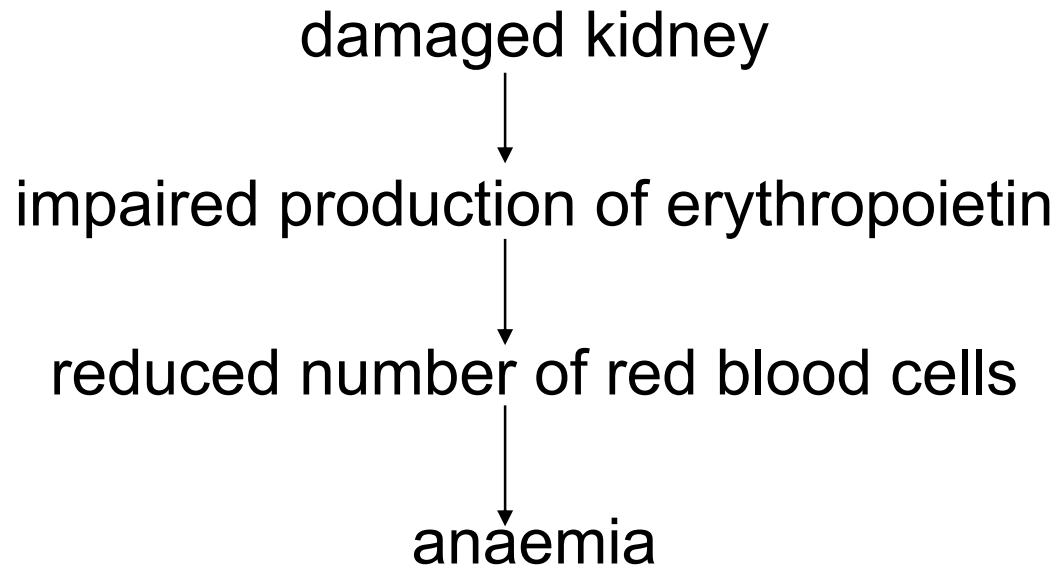 damaged kidney
impaired production of erythropoietin
reduced number of red blood cells
anaemia